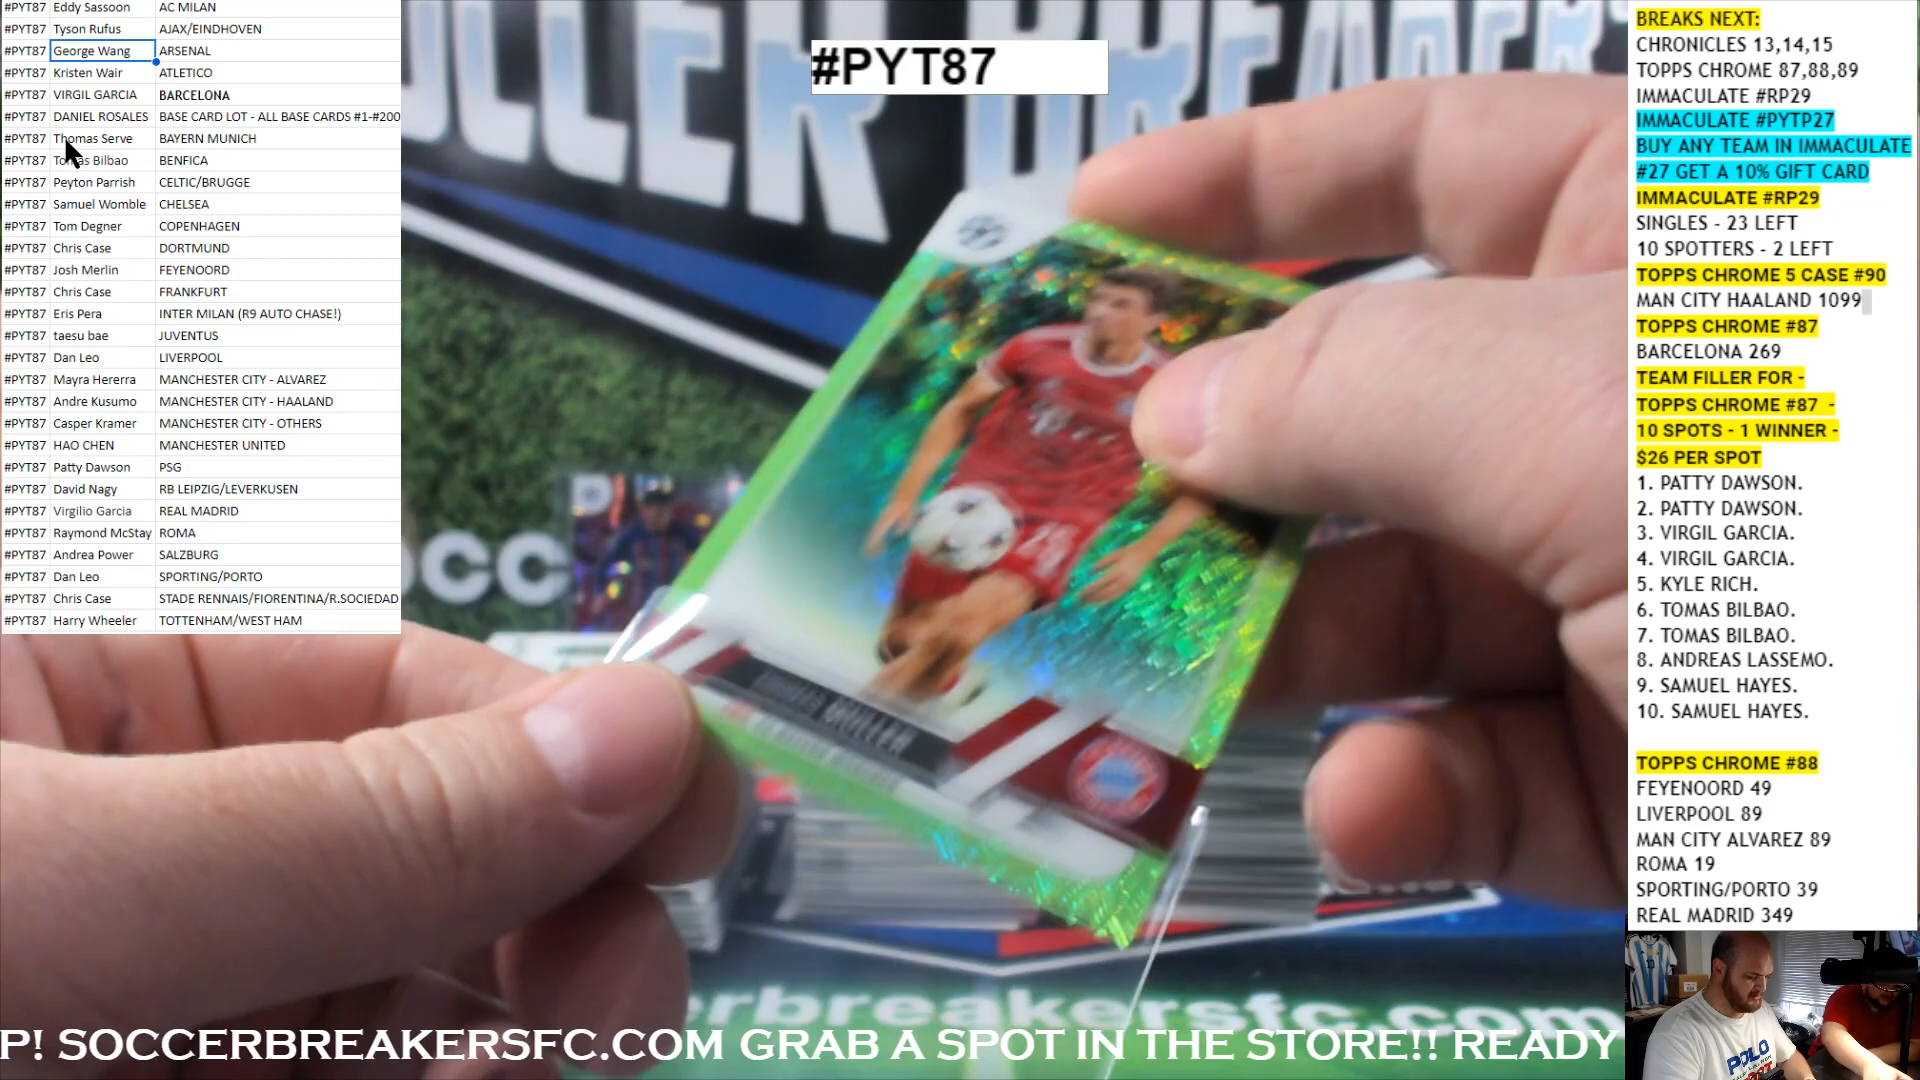 #PYT87 Eddy Sassoon AC MILAN
#PYT87 Tyson Rufus AJAX/EINDHOVEN
#PYT87 George Wang ARSENAL
#PYT87 Kristen Wair ATLETICO
#PYT87 VIRGIL GARCIA BARCELONA
#PYT87 DANIEL ROSALES BASE CARD LOT - ALL BASE CARDS #1-#200
#PYT87 Thomas Serve BAYERN MUNICH
#PYT87 Tomas Bilbao BENFICA
#PYT87 Peyton Parrish CELTIC/BRUGGE
#PYT87 Samuel Womble CHELSEA
#PYT87 Tom Degner COPENHAGEN
#PYT87 Chris Case DORTMUND
#PYT87 Josh Merlin FEYENOORD
#PYT87 Chris Case FRANKFURT
#PYT87 Eris Pera INTER MILAN (R9 AUTO CHASE!)
#PYT87 taesu bae JUVENTUS
#PYT87 Dan Leo LIVERPOOL
#PYT87 Mayra Hererra MANCHESTER CITY - ALVAREZ
#PYT87 Andre Kusumo MANCHESTER CITY - HAALAND
#PYT87 Casper Kramer MANCHESTER CITY - OTHERS
#PYT87 HAO CHEN MANCHESTER UNITED
#PYT87 Patty Dawson PSG
#PYT87 David Nagy RB LEIPZIG/LEVERKUSEN
#PYT87 Virgilio Garcia REAL MADRID
#PYT87 Raymond McStay ROMA
#PYT87 Andrea Power SALZBURG
#PYT87 Dan Leo SPORTING/PORTO
#PYT87 Chris Case STADE RENNAIS/FIORENTINA/R.SOCIEDAD
#PYT87 Harry Wheeler TOTTENHAM/WEST HAM
#PYT87
SOCCER BREAKERS
MULLER
erbreakersfc.com
P! SOCCERBREAKERSFC.COM GRAB A SPOT IN THE STORE!! READY
BREAKS NEXT:
CHRONICLES 13,14,15
TOPPS CHROME 87,88,89
IMMACULATE #RP29
IMMACULATE #PYTP27
BUY ANY TEAM IN IMMACULATE
#27 GET A 10% GIFT CARD
IMMACULATE #RP29
SINGLES - 23 LEFT
10 SPOTTERS - 2 LEFT
TOPPS CHROME 5 CASE #90
MAN CITY HAALAND 1099
TOPPS CHROME #87
BARCELONA 269
TEAM FILLER FOR -
TOPPS CHROME #87 -
10 SPOTS - 1 WINNER -
$26 PER SPOT
1. PATTY DAWSON.
2. PATTY DAWSON.
3. VIRGIL GARCIA.
4. VIRGIL GARCIA.
5. KYLE RICH.
6. TOMAS BILBAO.
7. TOMAS BILBAO.
8. ANDREAS LASSEMO.
9. SAMUEL HAYES.
10. SAMUEL HAYES.
TOPPS CHROME #88
FEYENOORD 49
LIVERPOOL 89
MAN CITY ALVAREZ 89
ROMA 19
SPORTING/PORTO 39
REAL MADRID 349
POLO